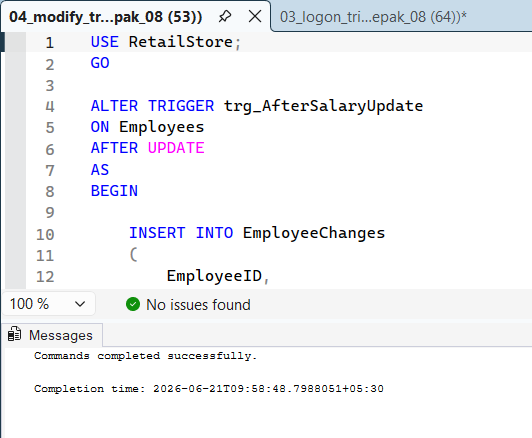 04_modify_tr...pak_08 (53))
03_logon_tri...epak_08 (64))*
1 USE RetailStore;
2 GO
3
4 ALTER TRIGGER trg_AfterSalaryUpdate
5 ON Employees
6 AFTER UPDATE
7 AS
8 BEGIN
9
10 INSERT INTO EmployeeChanges
11 (
12 EmployeeID,
100 %
No issues found
Messages
Commands completed successfully.
Completion time: 2026-06-21T09:58:48.7988051+05:30